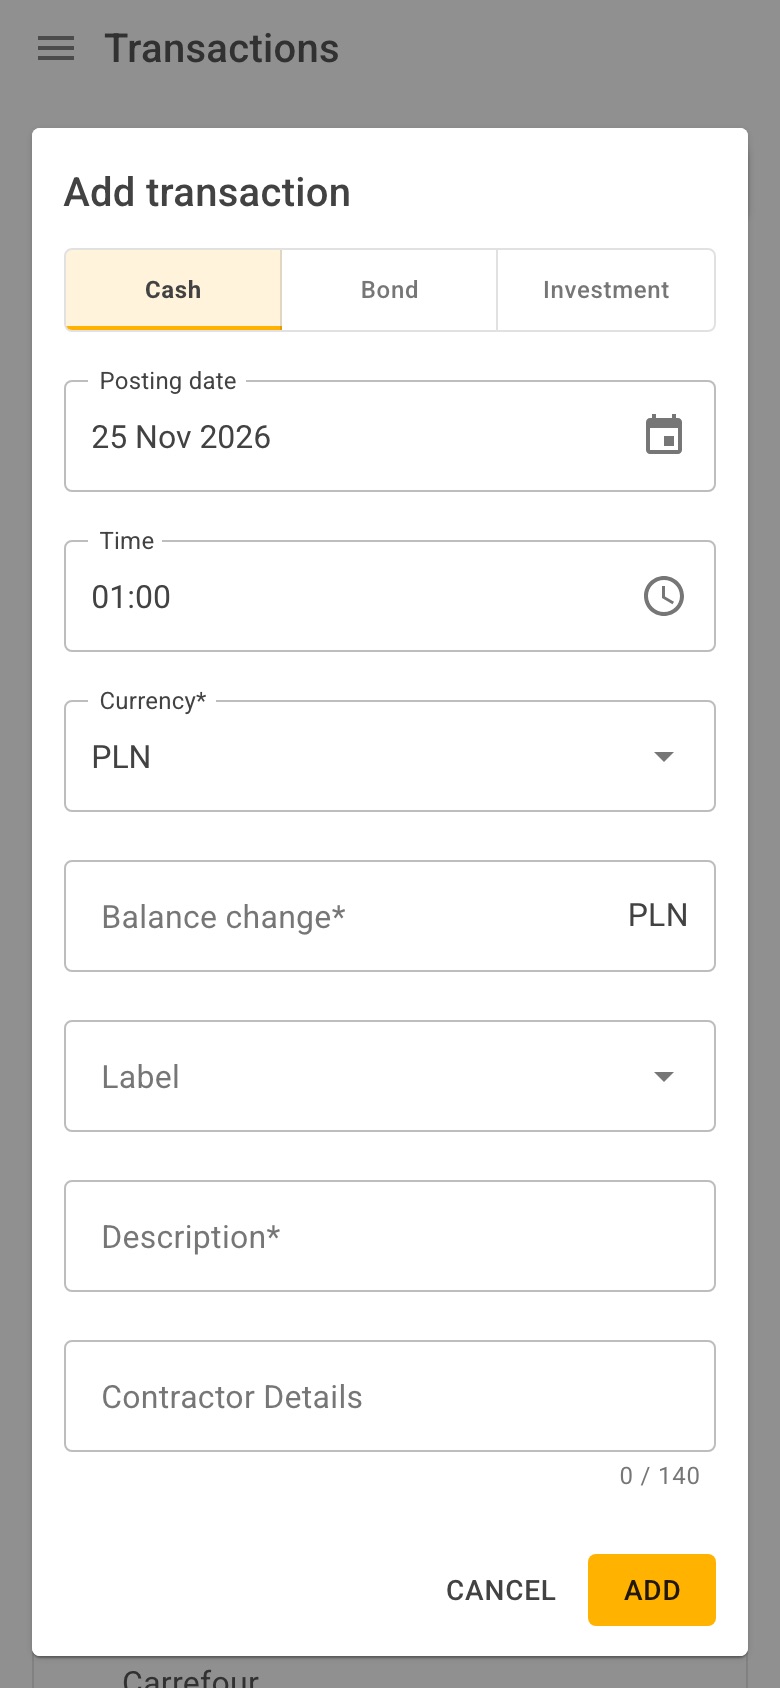 Transactions
Add transaction
Cash Bond Investment
Posting date
25 Nov 2026
Time
01:00
Currency*
PLN
Balance change* PLN
Label
Description*
Contractor Details
0 / 140
CANCEL ADD
Carrefour